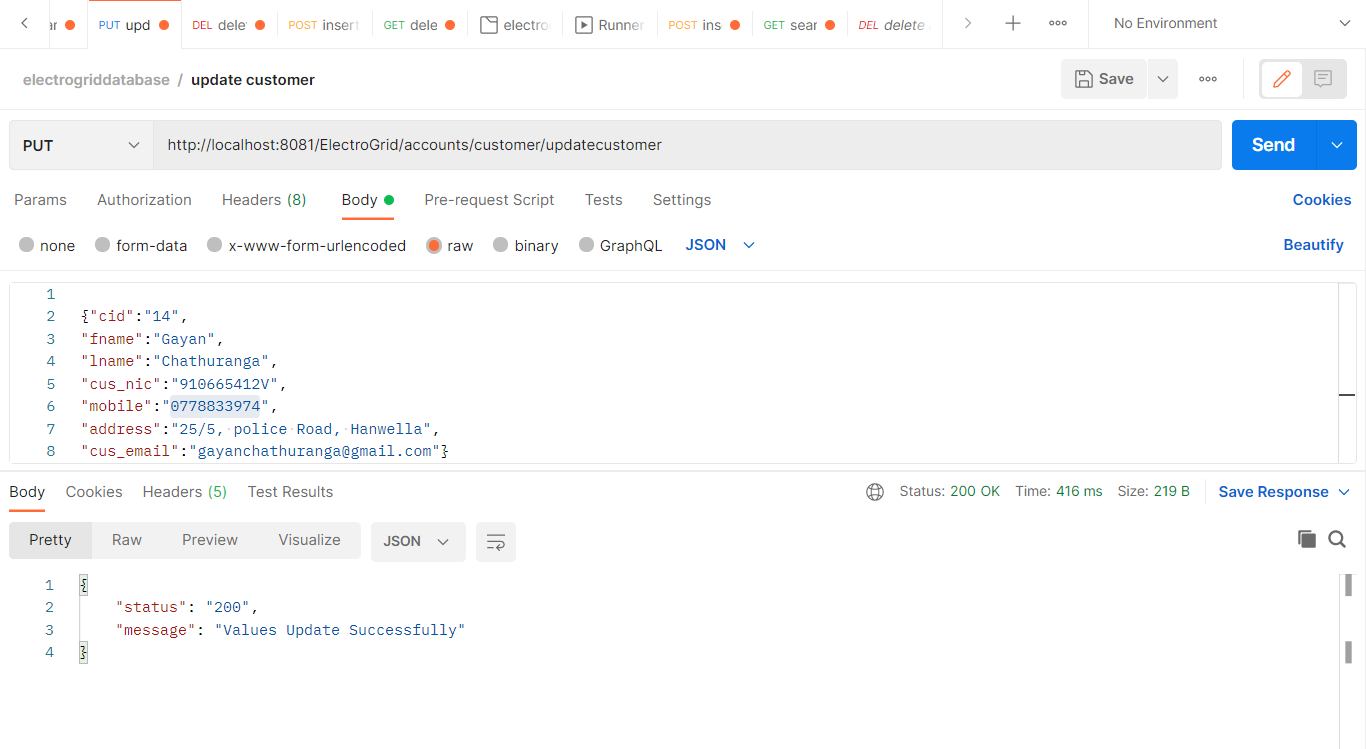 ar PUT upd DEL dele POST insert GET dele electro Runner POST ins GET sear DEL delete No Environment
electrogriddatabase / update customer Save
PUT http://localhost:8081/ElectroGrid/accounts/customer/updatecustomer Send
Params Authorization Headers (8) Body Pre-request Script Tests Settings Cookies
none form-data x-www-form-urlencoded raw binary GraphQL JSON Beautify
1
2 {"cid":"14",
3 "fname":"Gayan",
4 "lname":"Chathuranga",
5 "cus_nic":"910665412V",
6 "mobile":"0778833974",
7 "address":"25/5, police Road, Hanwella",
8 "cus_email":"gayanchathuranga@gmail.com"}
Body Cookies Headers (5) Test Results Status: 200 OK Time: 416 ms Size: 219 B Save Response
Pretty Raw Preview Visualize JSON
1 {
2 "status": "200",
3 "message": "Values Update Successfully"
4 }